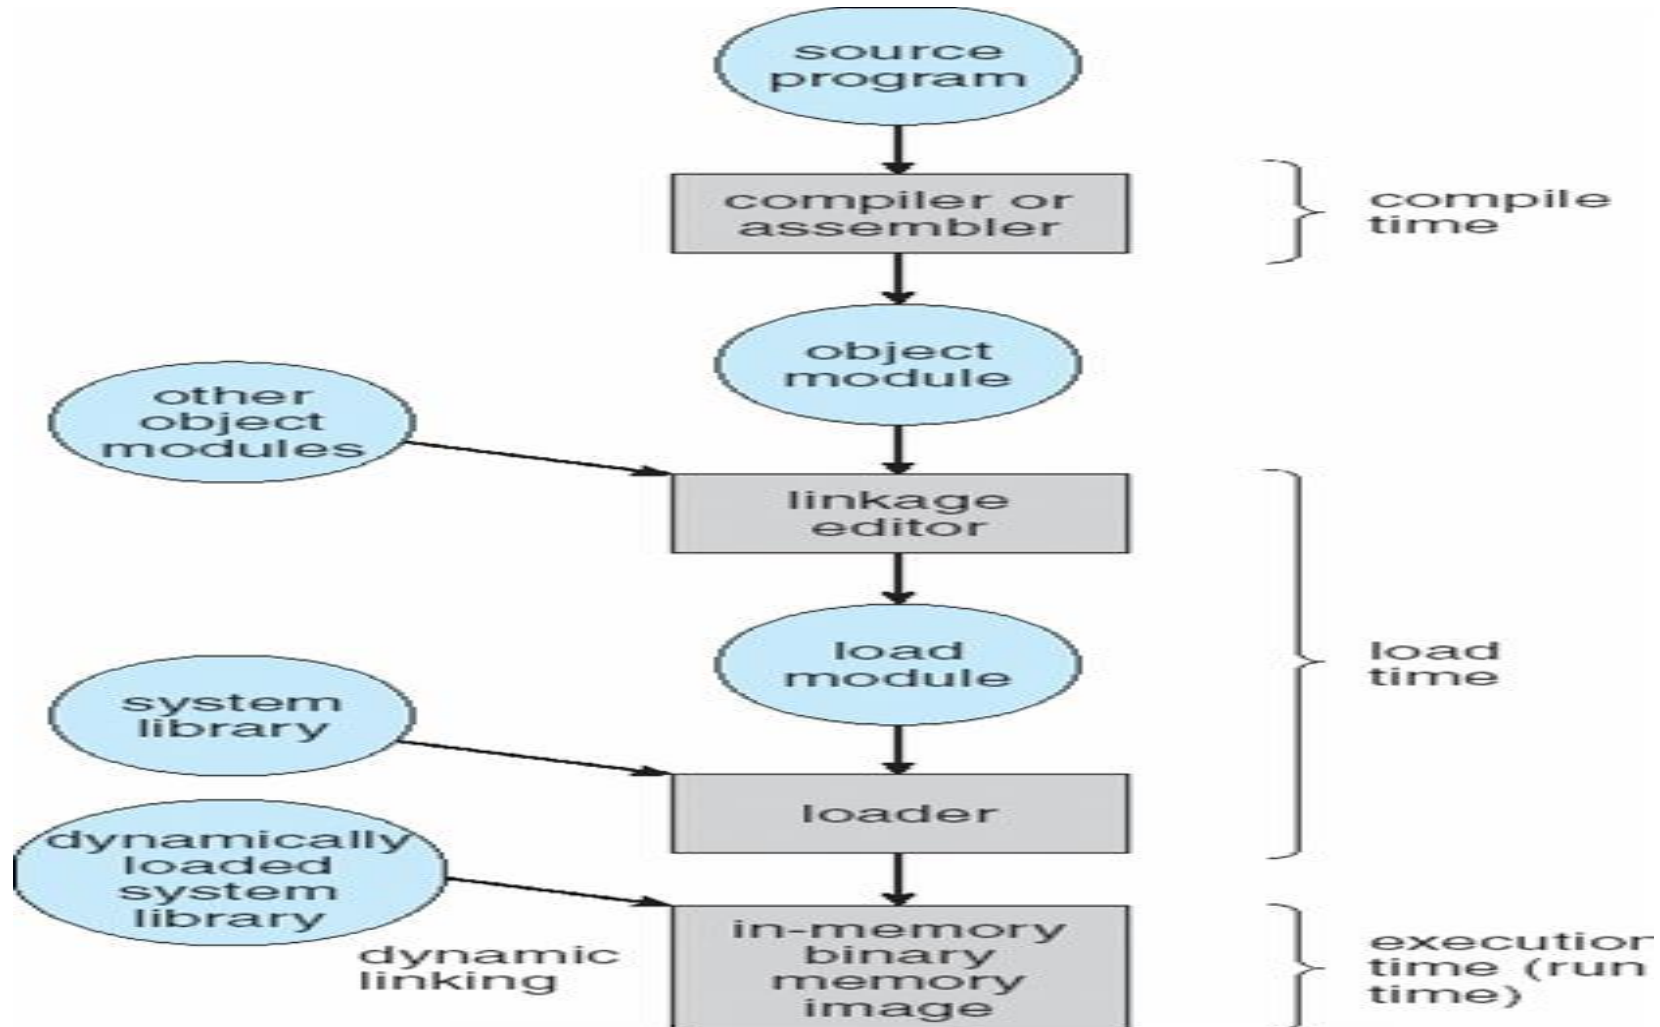 source
program
compiler or
assembler
compile
time
object
module
other
object
modules
linkage
editor
load
module
load
time
system
library
loader
dynamically
loaded
system
library
dynamic
linking
in-memory
binary
memory
image
execution
time (run
time)